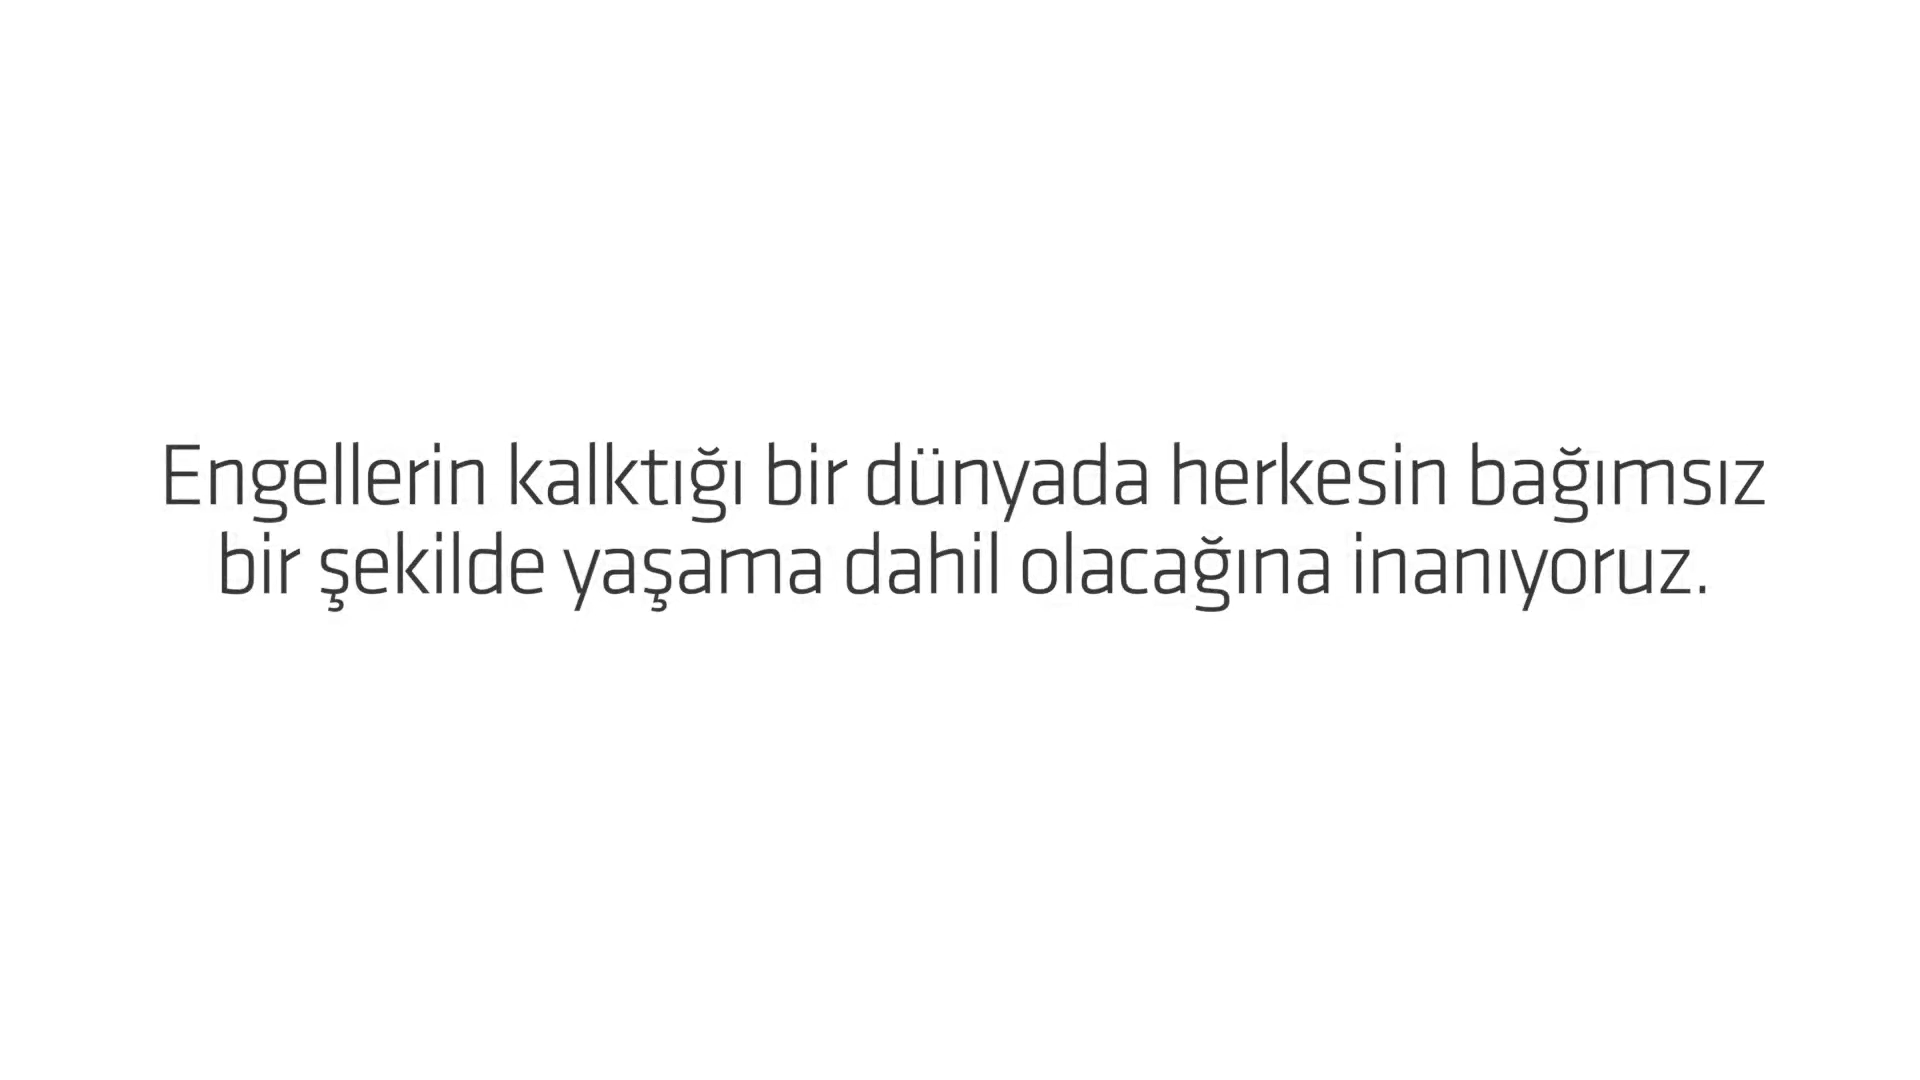 Engellerin kalktığı bir dünyada herkesin bağımsız
bir şekilde yaşama dahil olacağına inanıyoruz.